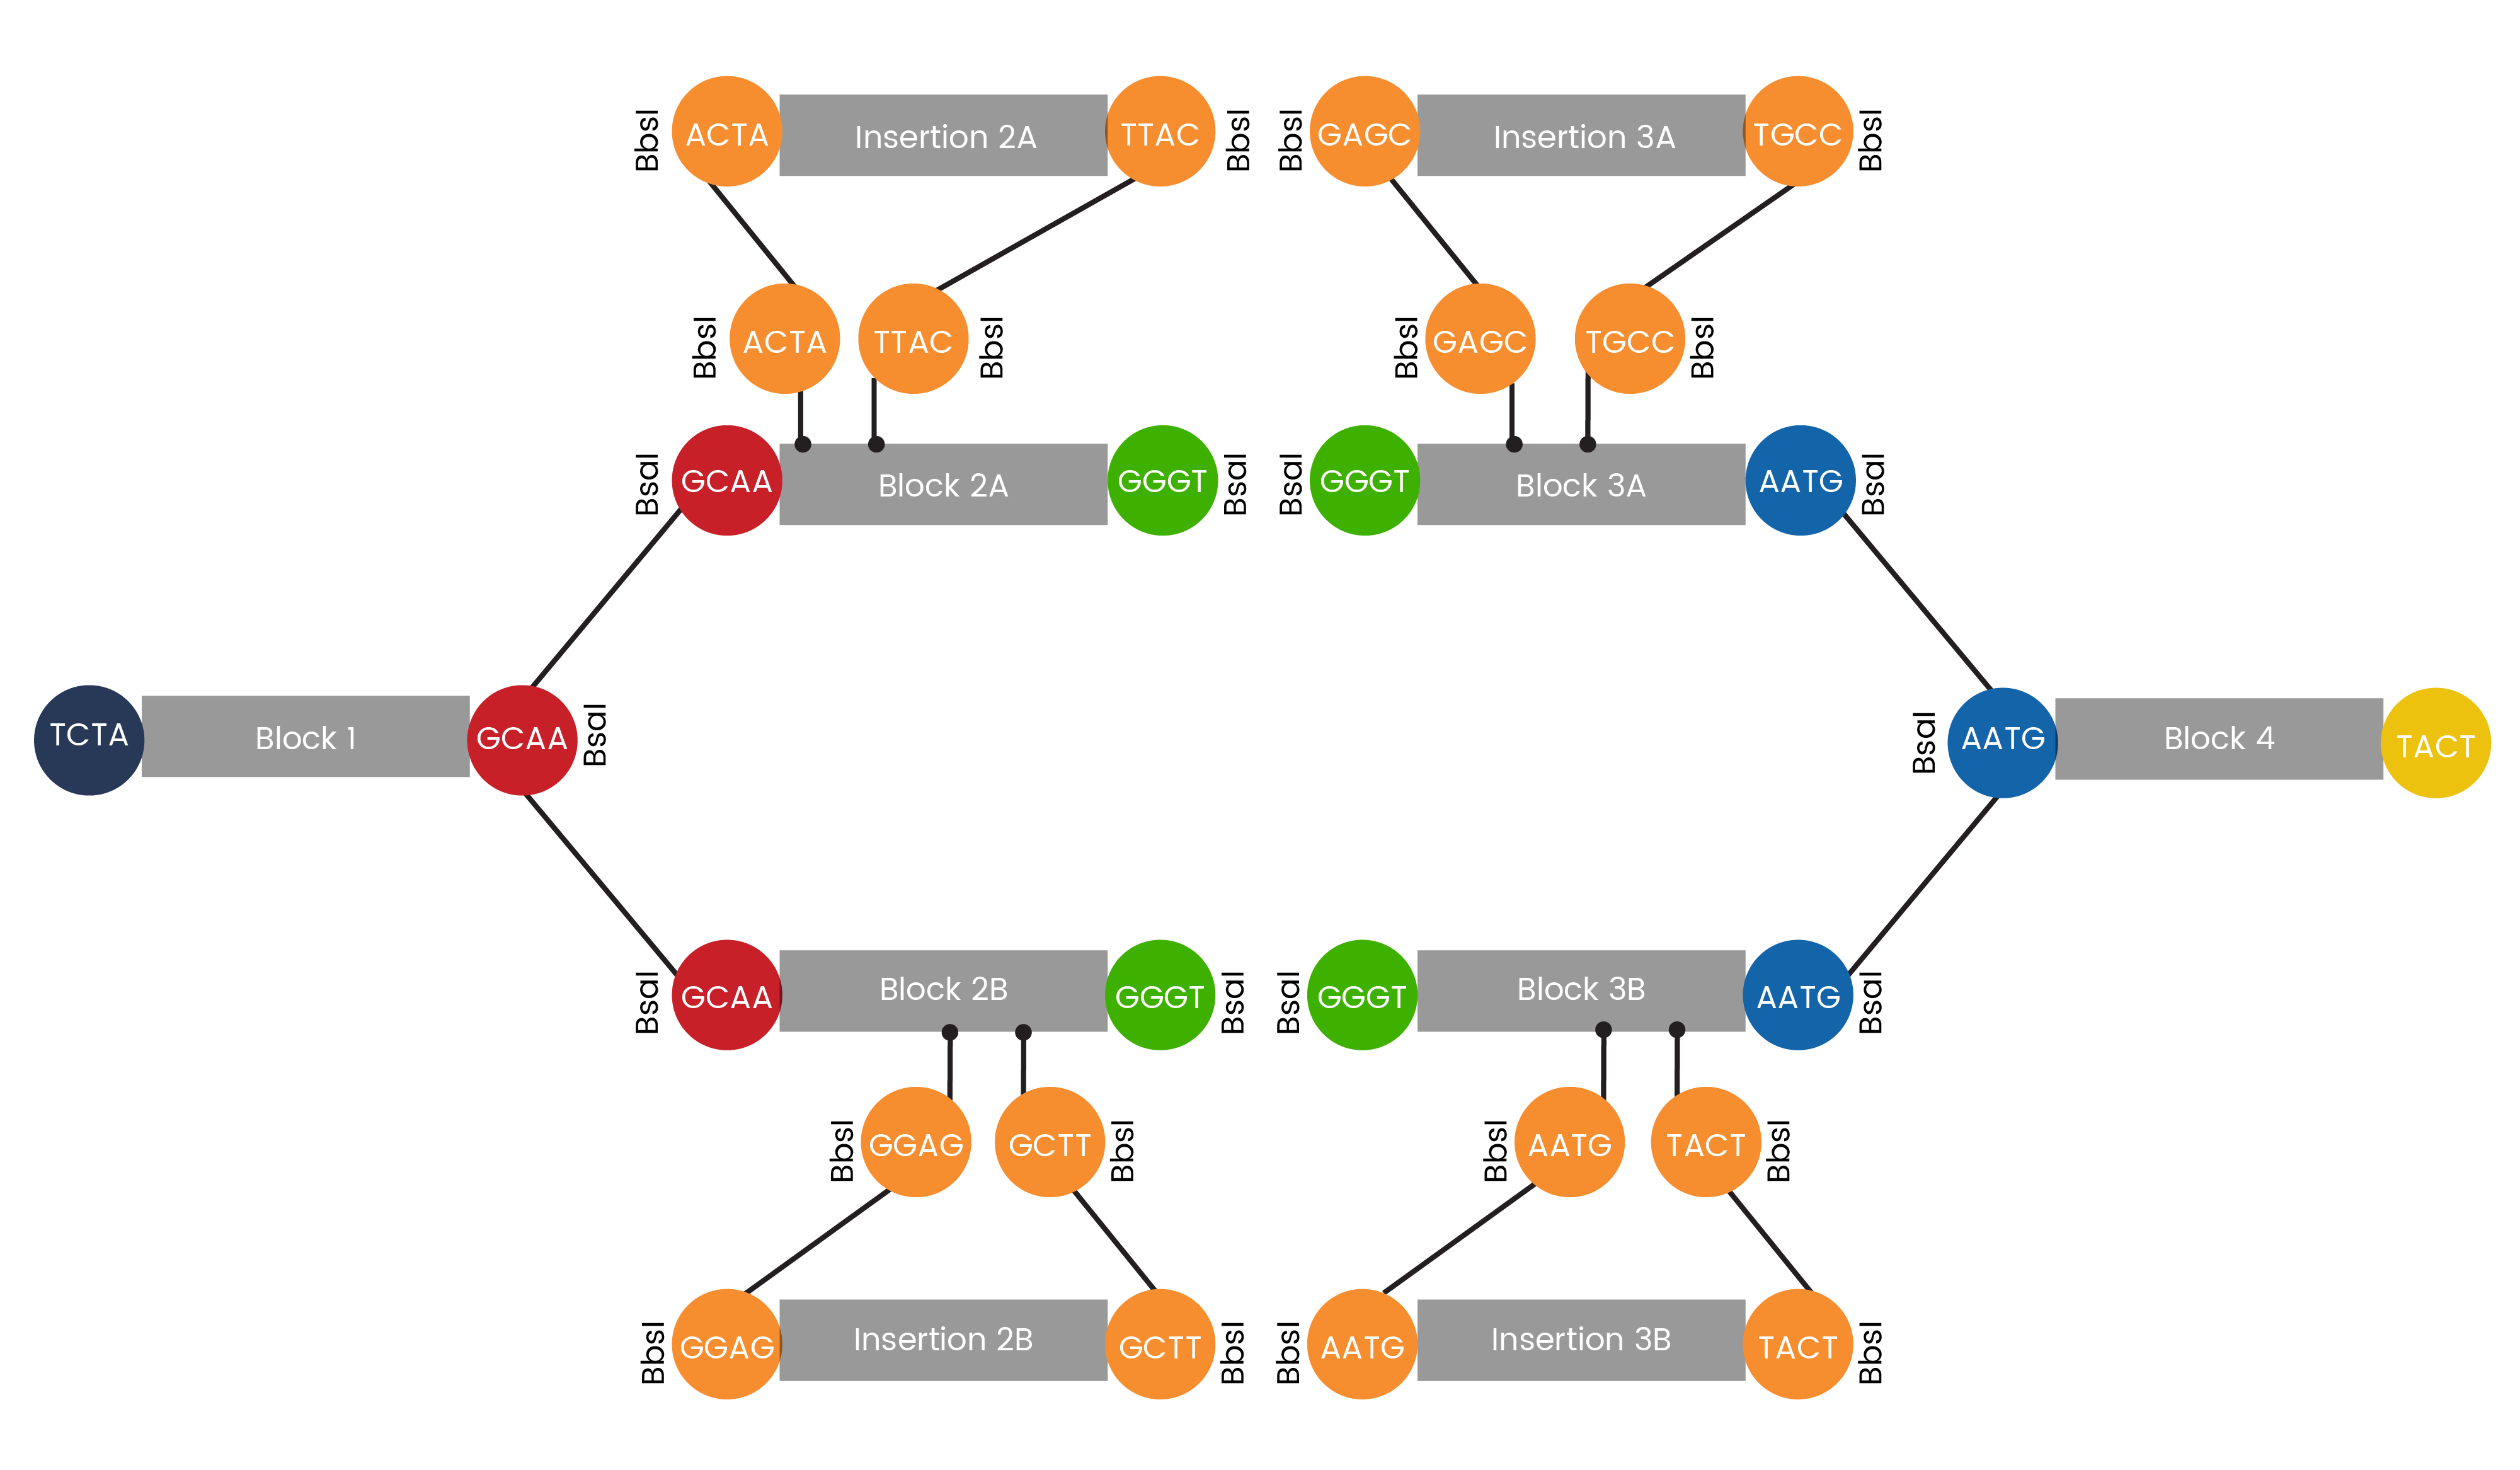 BbsI ACTA Insertion 2A TTAC BbsI BbsI GAGC Insertion 3A TGCC BbsI
BbsI ACTA TTAC BbsI BbsI GAGC TGCC BbsI
BsaI GCAA Block 2A GGGT BsaI BsaI GGGT Block 3A AATG BsaI
TCTA Block 1 GCAA BsaI BsaI AATG Block 4 TACT
BsaI GCAA Block 2B GGGT BsaI BsaI GGGT Block 3B AATG BsaI
BbsI GGAG GCTT BbsI BbsI AATG TACT BbsI
BbsI GGAG Insertion 2B GCTT BbsI BbsI AATG Insertion 3B TACT BbsI